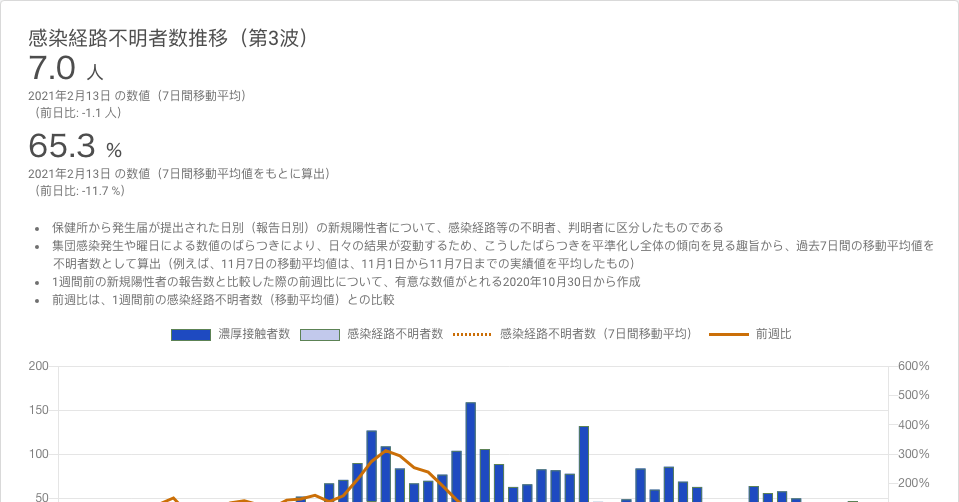 感染経路不明者数推移（第3波）
7.0 人
2021年2月13日 の数値（7日間移動平均）
（前日比: -1.1 人）
65.3 %
2021年2月13日 の数値（7日間移動平均値をもとに算出）
（前日比: -11.7 %）
• 保健所から発生届が提出された日別（報告日別）の新規陽性者について、感染経路等の不明者、判明者に区分したものである
• 集団感染発生や曜日による数値のばらつきにより、日々の結果が変動するため、こうしたばらつきを平準化し全体の傾向を見る趣旨から、過去7日間の移動平均値を
不明者数として算出（例えば、11月7日の移動平均値は、11月1日から11月7日までの実績値を平均したもの）
• 1週間前の新規陽性者の報告数と比較した際の前週比について、有意な数値がとれる2020年10月30日から作成
• 前週比は、1週間前の感染経路不明者数（移動平均値）との比較
濃厚接触者数 感染経路不明者数 感染経路不明者数（7日間移動平均） 前週比
200 600%
500%
150
400%
100 300%
200%
50